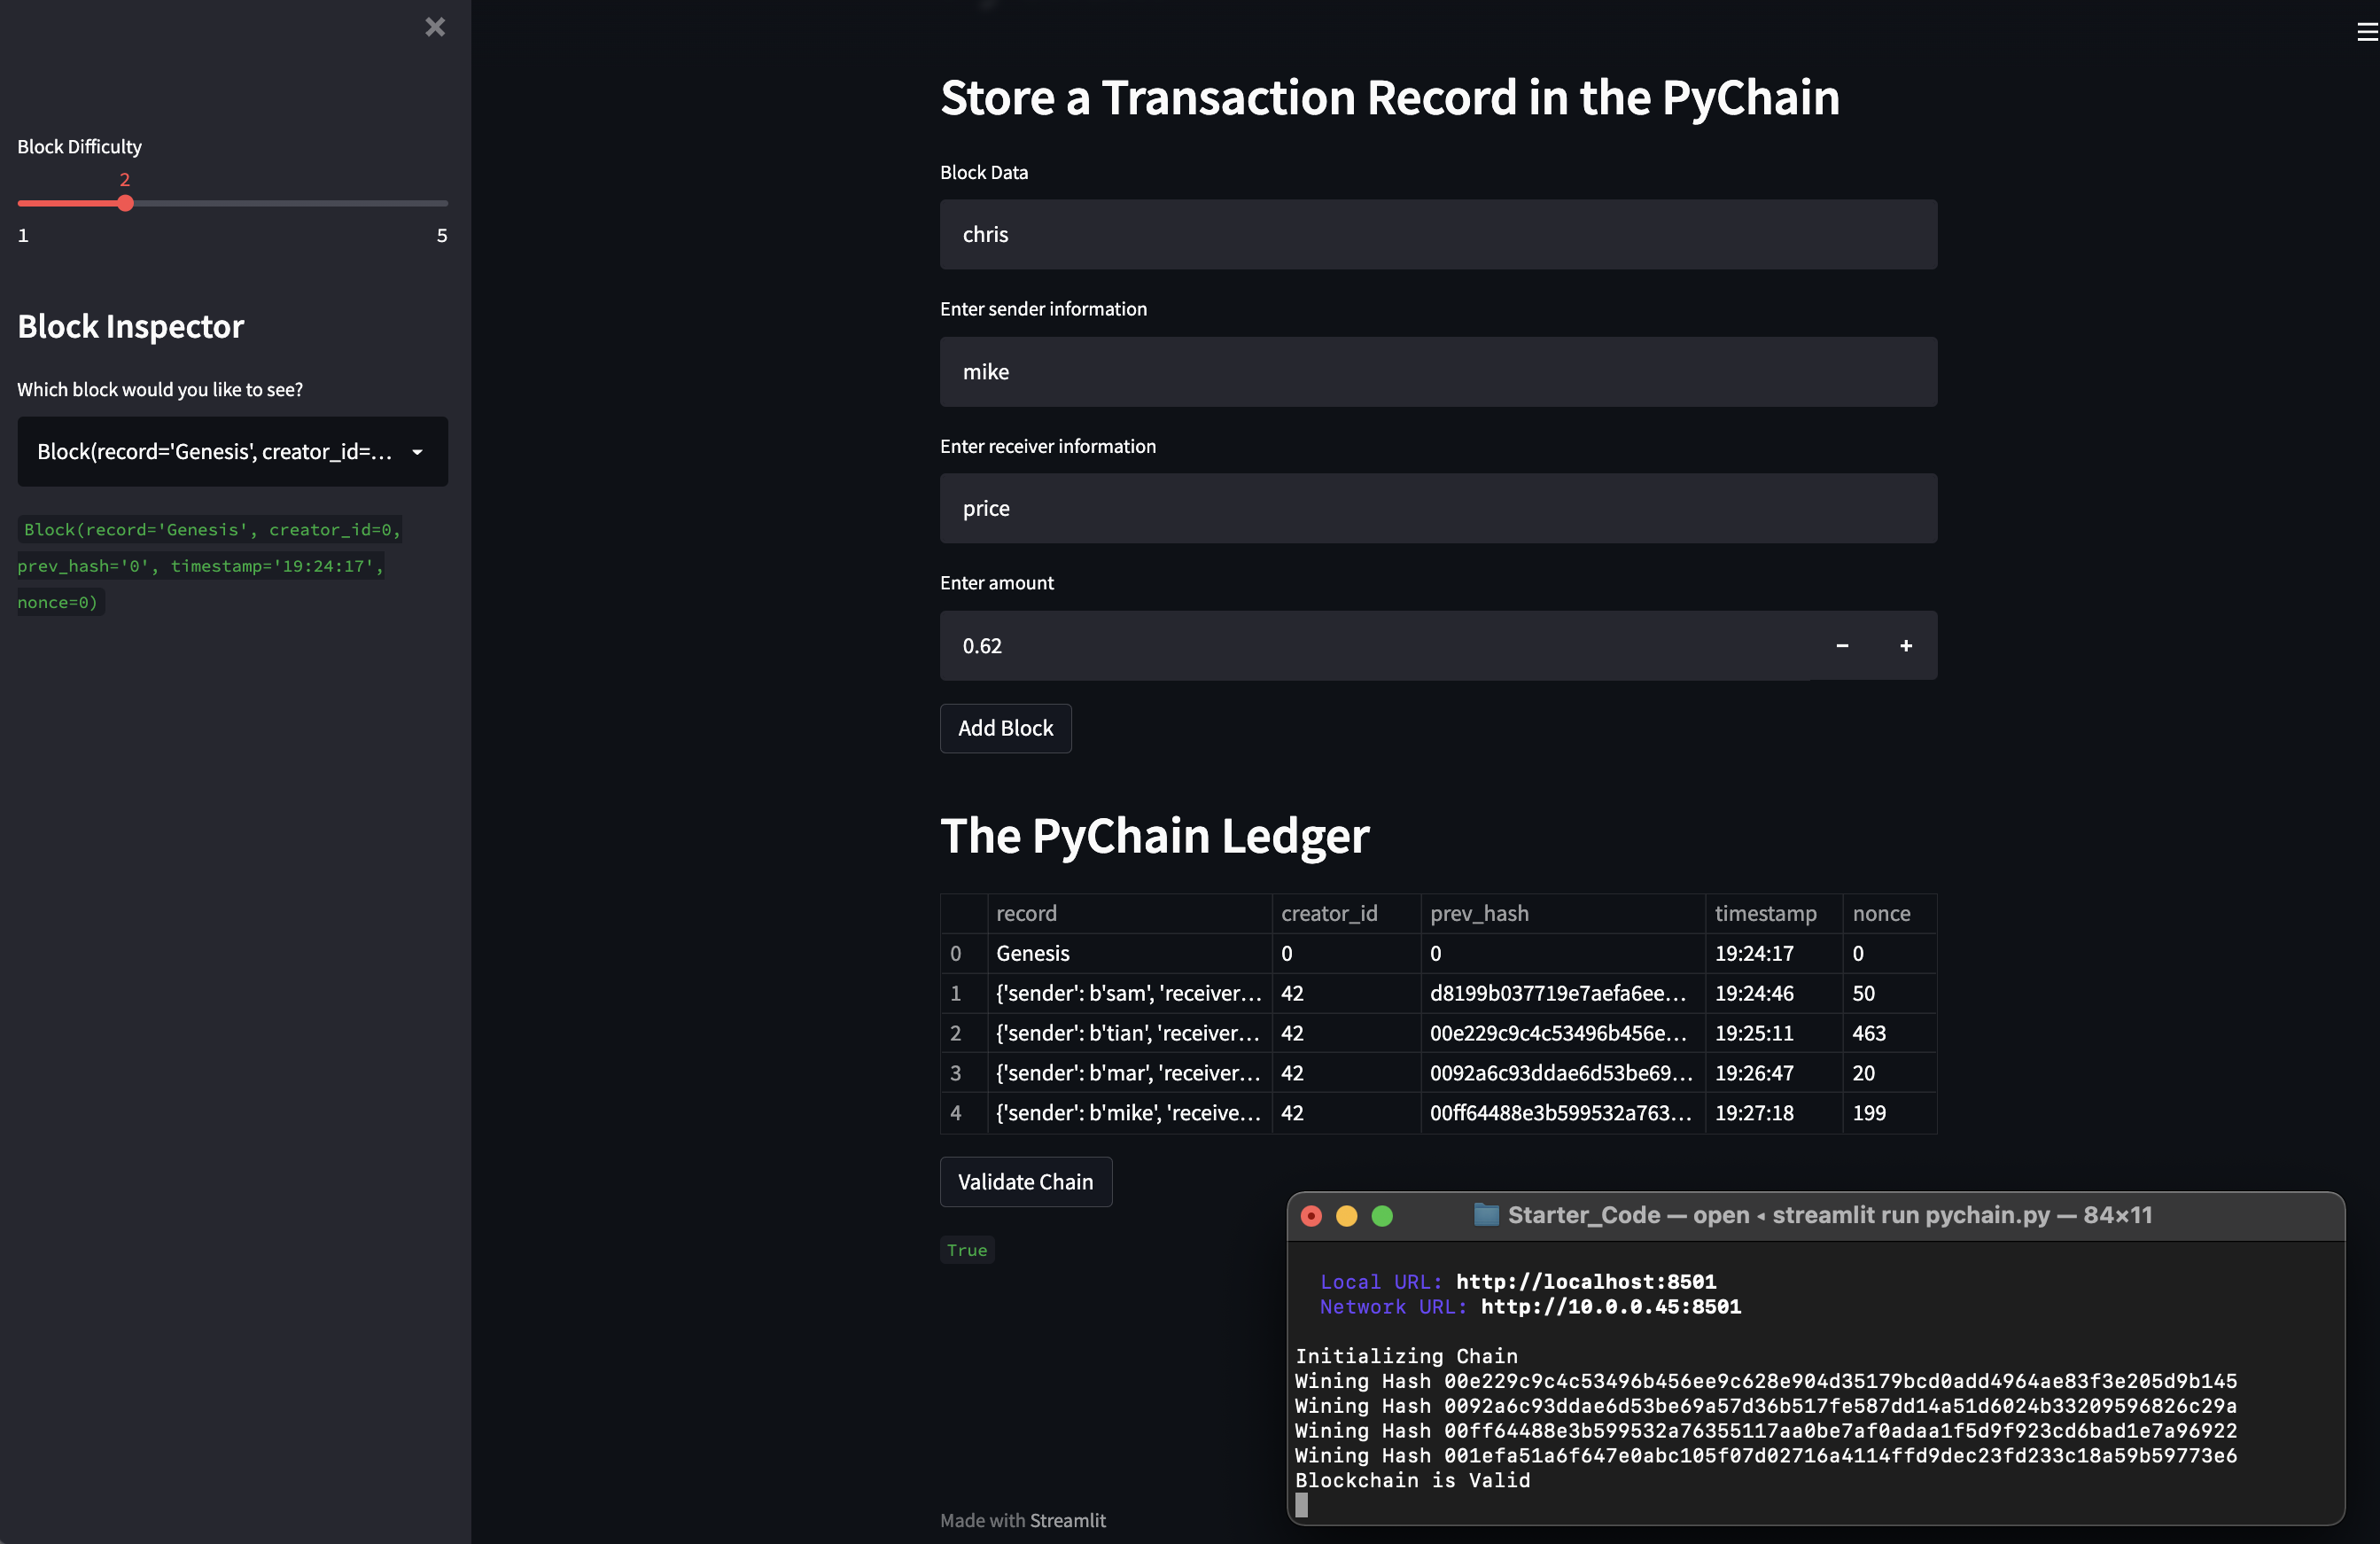 Block Difficulty
2
1 5
Block Inspector
Which block would you like to see?
Block(record='Genesis', creator_id=...
Block(record='Genesis', creator_id=0,
prev_hash='0', timestamp='19:24:17',
nonce=0)
Store a Transaction Record in the PyChain
Block Data
chris
Enter sender information
mike
Enter receiver information
price
Enter amount
0.62 − +
Add Block
The PyChain Ledger
record creator_id prev_hash timestamp nonce
0 Genesis 0 0 19:24:17 0
1 {'sender': b'sam', 'receiver... 42 d8199b037719e7aefa6ee... 19:24:46 50
2 {'sender': b'tian', 'receiver... 42 00e229c9c4c53496b456e... 19:25:11 463
3 {'sender': b'mar', 'receiver... 42 0092a6c93ddae6d53be69... 19:26:47 20
4 {'sender': b'mike', 'receive... 42 00ff64488e3b599532a763... 19:27:18 199
Validate Chain
True
Made with Streamlit
Starter_Code — open ◂ streamlit run pychain.py — 84×11
Local URL: http://localhost:8501
Network URL: http://10.0.0.45:8501
Initializing Chain
Wining Hash 00e229c9c4c53496b456ee9c628e904d35179bcd0add4964ae83f3e205d9b145
Wining Hash 0092a6c93ddae6d53be69a57d36b517fe587dd14a51d6024b33209596826c29a
Wining Hash 00ff64488e3b599532a76355117aa0be7af0adaa1f5d9f923cd6bad1e7a96922
Wining Hash 001efa51a6f647e0abc105f07d02716a4114ffd9dec23fd233c18a59b59773e6
Blockchain is Valid